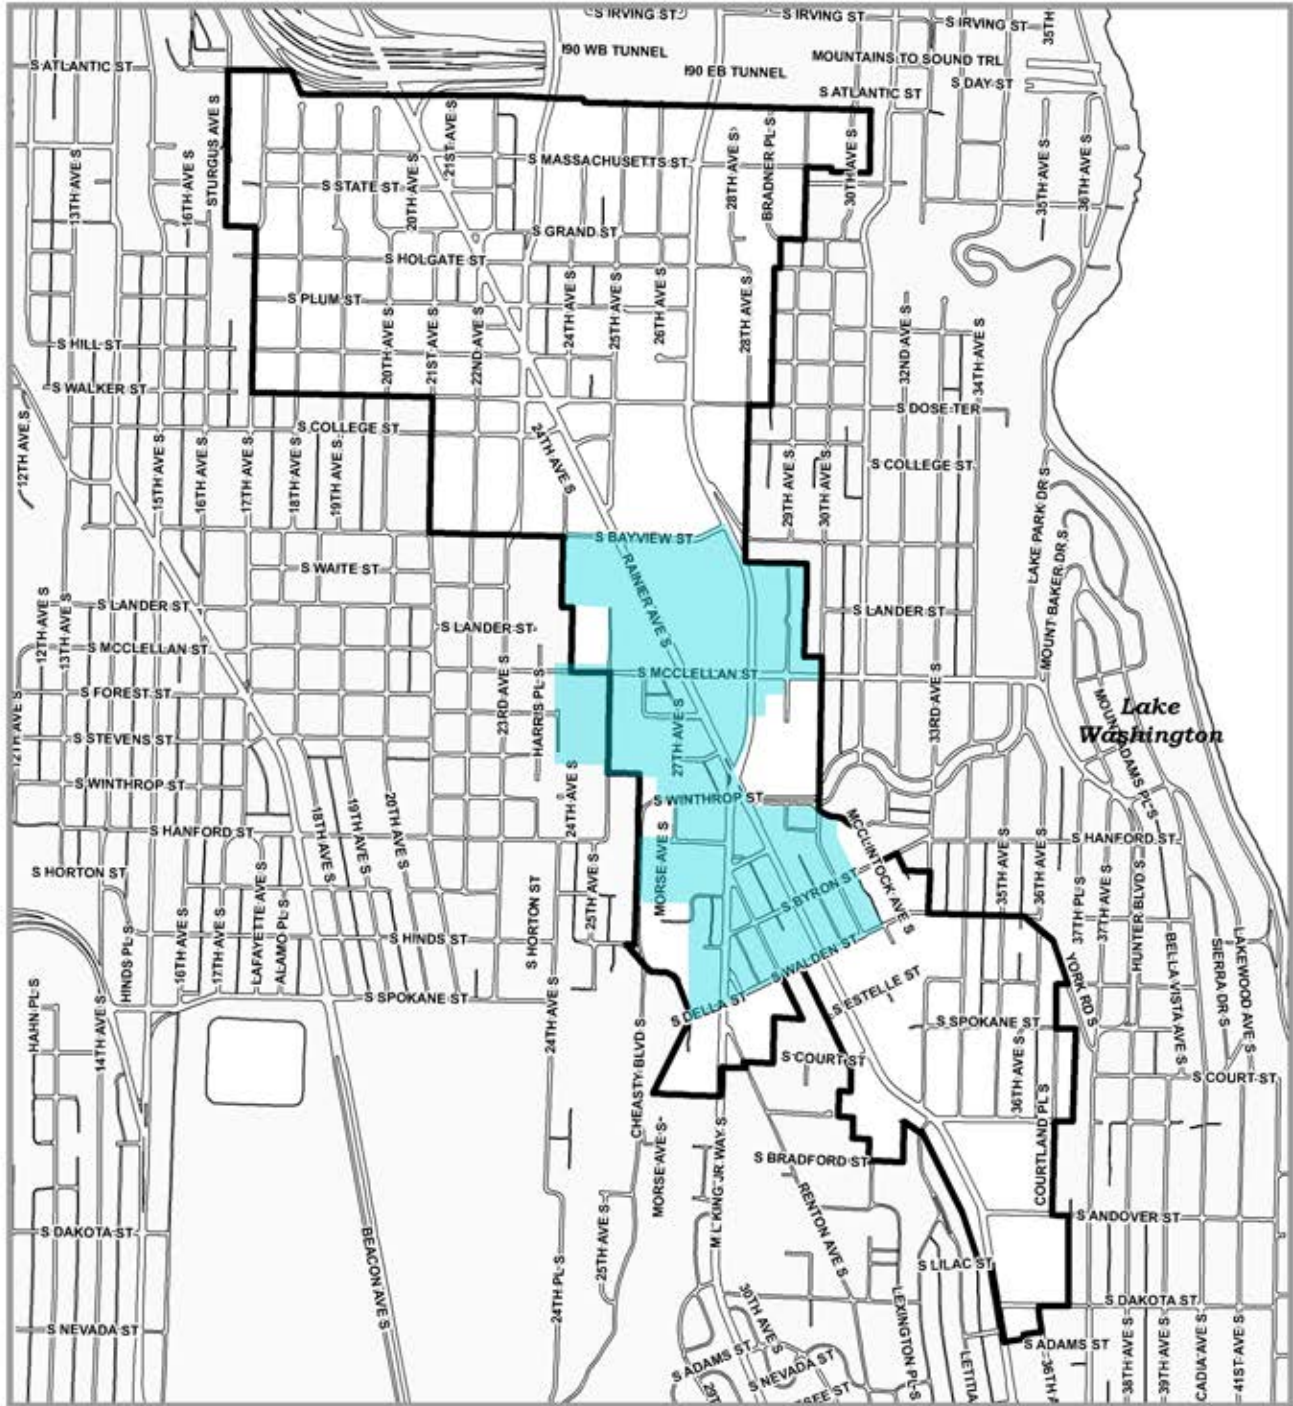 S IRVING ST
S IRVING ST
S IRVING ST
35TH
I90 WB TUNNEL
MOUNTAINS TO SOUND TRL
S ATLANTIC ST
I90 EB TUNNEL
S DAY ST
S ATLANTIC ST
STURGUS AVE S
21ST AVE S
13TH AVE S
16TH AVE S
S MASSACHUSETTS ST
28TH AVE S
BRADNER PL S
30TH AVE S
35TH AVE S
36TH AVE S
S STATE ST
20TH AVE S
S GRAND ST
S HOLGATE ST
S PLUM ST
24TH AVE S
25TH AVE S
26TH AVE S
28TH AVE S
S HILL ST
20TH AVE S
21ST AVE S
22ND AVE S
32ND AVE S
34TH AVE S
S WALKER ST
S DOSE TER
S COLLEGE ST
24TH AVE S
12TH AVE S
15TH AVE S
16TH AVE S
17TH AVE S
18TH AVE S
19TH AVE S
S COLLEGE ST
29TH AVE S
30TH AVE S
LAKE PARK DR S
S BAYVIEW ST
S WAITE ST
RAINIER AVE S
MOUNT BAKER DR S
12TH AVE S
13TH AVE S
S LANDER ST
S LANDER ST
S LANDER ST
S MCCLELLAN ST
S MCCLELLAN ST
S FOREST ST
23RD AVE S
HARRIS PL S
27TH AVE S
33RD AVE S
MOUNT ADAMS PL S
Lake
Washington
12TH AVE S
S STEVENS ST
S WINTHROP ST
S WINTHROP ST
24TH AVE S
18TH AVE S
19TH AVE S
20TH AVE S
S HANFORD ST
MORSE AVE S
MCCLINTOCK AVE S
S HANFORD ST
S HORTON ST
35TH AVE S
36TH AVE S
37TH PL S
37TH AVE S
HUNTER BLVD S
25TH AVE S
S HORTON ST
S BYRON ST
HINDS PL S
16TH AVE S
17TH AVE S
LAFAYETTE AVE S
ALAMO PL S
S HINDS ST
S WALDEN ST
YORK RD S
BELLA VISTA AVE S
SIERRA DR S
LAKEWOOD AVE S
S SPOKANE ST
S DELLA ST
S ESTELLE ST
HAHN PL S
14TH AVE S
24TH AVE S
CHEASTY BLVD S
S SPOKANE ST
S COURT ST
36TH AVE S
S COURT ST
COURTLAND PL S
MORSE AVE S
M L KING JR WAY S
S BRADFORD ST
RENTON AVE S
S DAKOTA ST
BEACON AVE S
24TH PL S
25TH AVE S
S ANDOVER ST
S LILAC ST
30TH AVE S
LEXINGTON PL S
S DAKOTA ST
S NEVADA ST
S ADAMS ST
S ADAMS ST
S NEVADA ST
LETITIA
36TH A
38TH AVE S
39TH AVE S
CADIA AVE S
41ST AVE S
29T
SEE ST